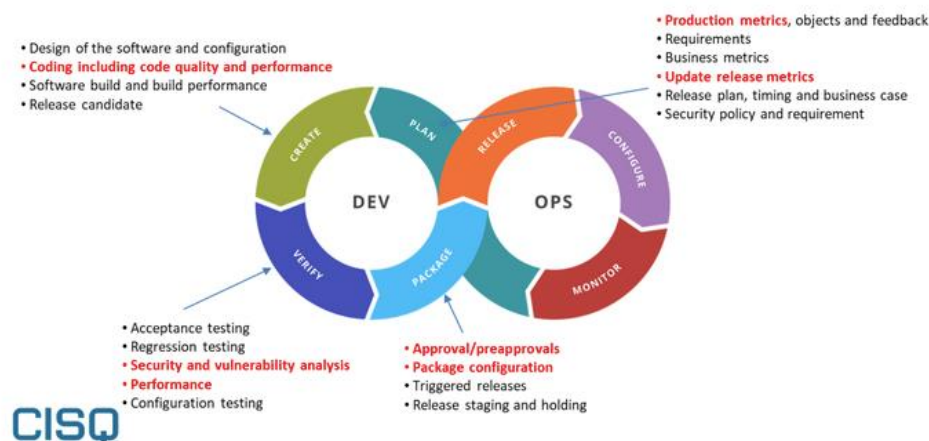 • Production metrics, objects and feedback
• Requirements
• Business metrics
• Update release metrics
• Release plan, timing and business case
• Security policy and requirement
• Design of the software and configuration
• Coding including code quality and performance
• Software build and build performance
• Release candidate
CREATE
PLAN
RELEASE
CONFIGURE
DEV
OPS
VERIFY
PACKAGE
MONITOR
• Acceptance testing
• Regression testing
• Security and vulnerability analysis
• Performance
• Configuration testing
• Approval/preapprovals
• Package configuration
• Triggered releases
• Release staging and holding
CISQ